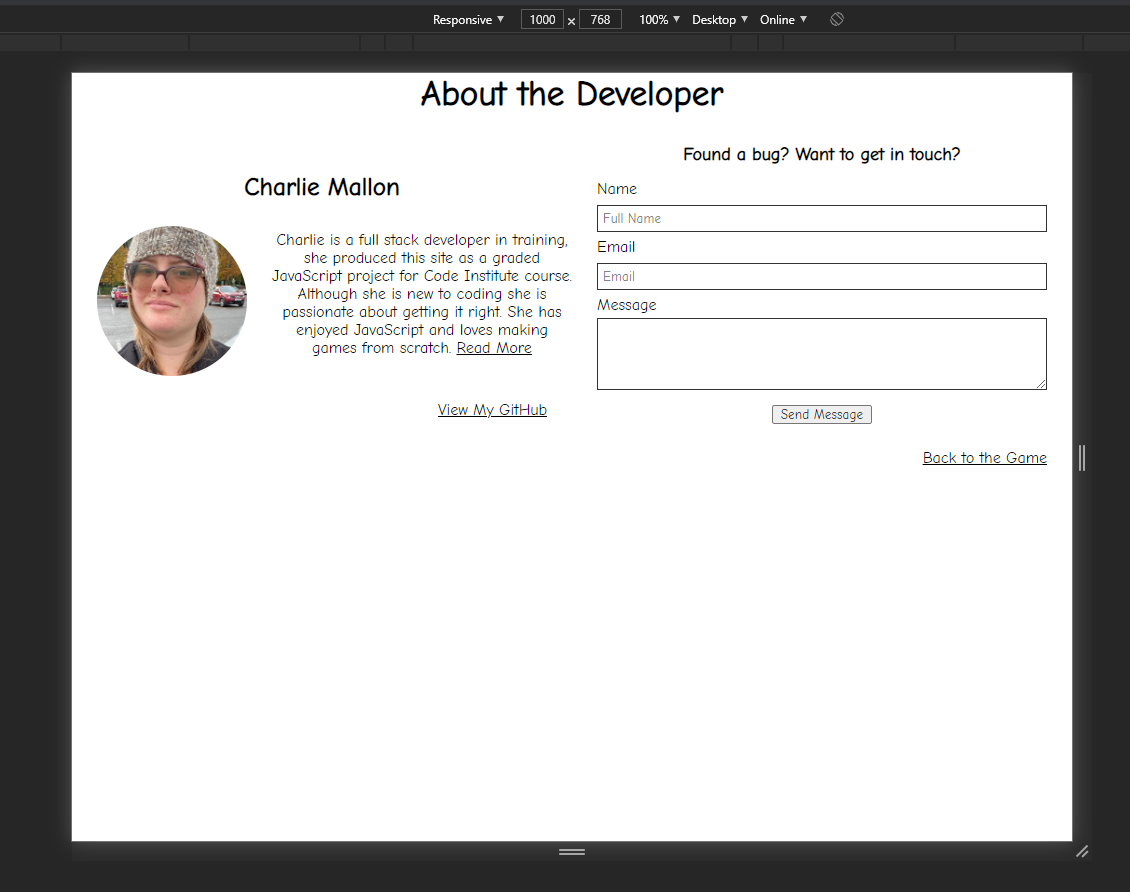 Responsive ▼ 1000 x 768 100% ▼ Desktop ▼ Online ▼
About the Developer
Charlie Mallon
Charlie is a full stack developer in training,
she produced this site as a graded
JavaScript project for Code Institute course.
Although she is new to coding she is
passionate about getting it right. She has
enjoyed JavaScript and loves making
games from scratch. Read More
View My GitHub
Found a bug? Want to get in touch?
Name
Full Name
Email
Email
Message
Send Message
Back to the Game